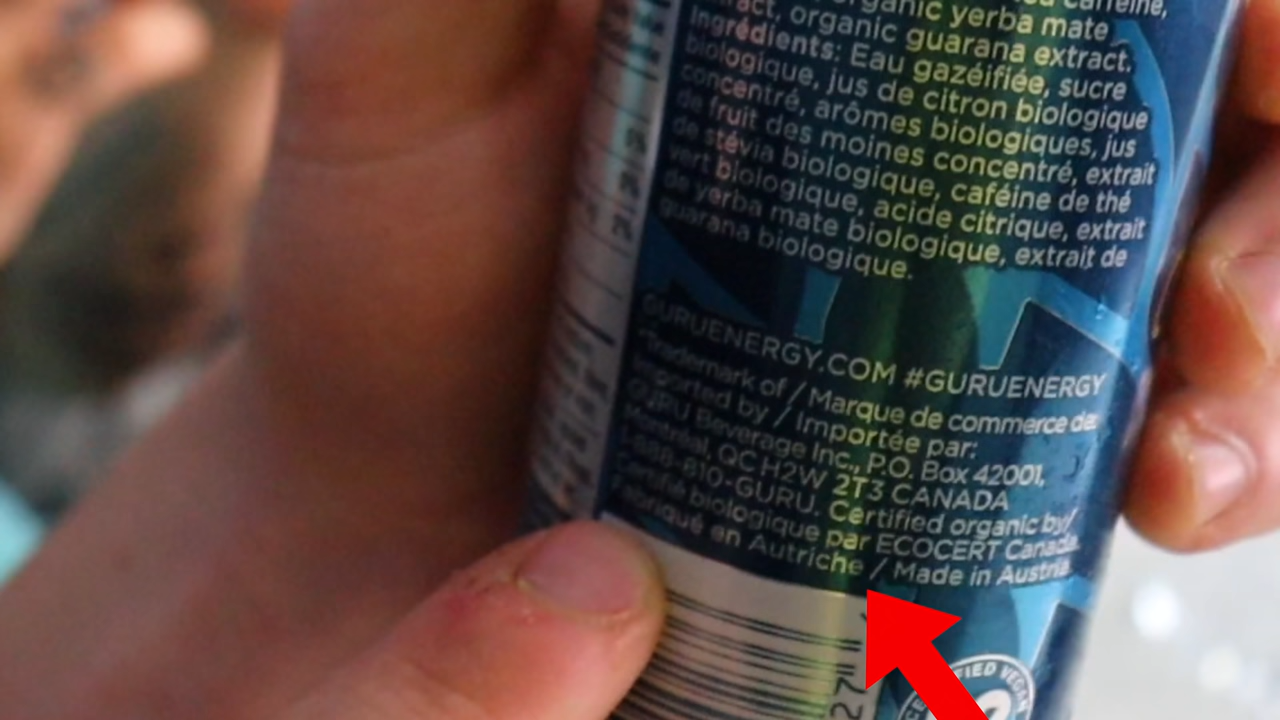 caffeine,
organic yerba mate
organic guarana extract.
Ingrédients: Eau gazéifiée, sucre
biologique, jus de citron biologique
concentré, arômes biologiques, jus
de fruit des moines concentré, extrait
de stévia biologique, caféine de thé
vert biologique, acide citrique, extrait
de yerba mate biologique, extrait de
guarana biologique.
GURUENERGY.COM #GURUENERGY
*Trademark of / Marque de commerce de
Imported by / Importée par:
GURU Beverage Inc., P.O. Box 42001,
Montréal, QC H2W 2T3 CANADA
1-888-810-GURU. Certified organic by/
Certifié biologique par ECOCERT Canada.
Fabriqué en Autriche / Made in Austria
27
VEGAN